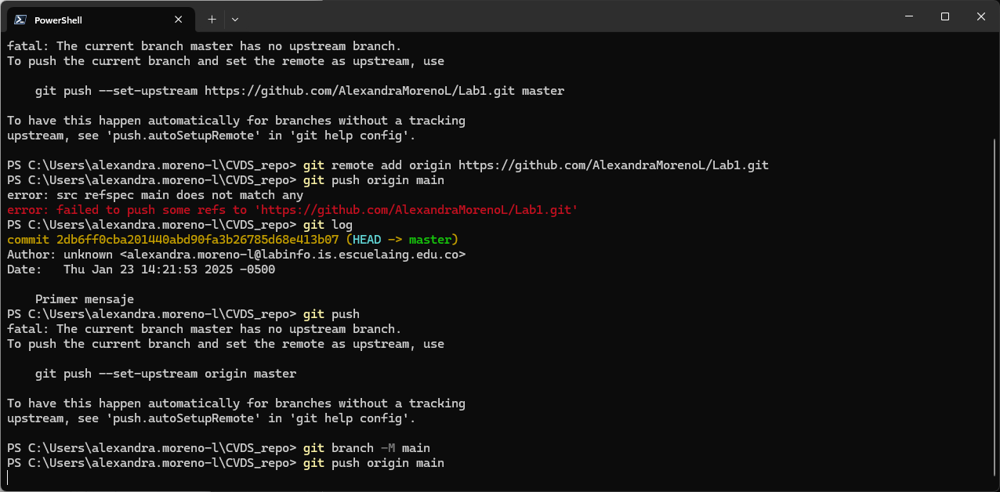 PowerShell
fatal: The current branch master has no upstream branch.
To push the current branch and set the remote as upstream, use
git push --set-upstream https://github.com/AlexandraMorenoL/Lab1.git master
To have this happen automatically for branches without a tracking
upstream, see 'push.autoSetupRemote' in 'git help config'.
PS C:\Users\alexandra.moreno-l\CVDS_repo> git remote add origin https://github.com/AlexandraMorenoL/Lab1.git
PS C:\Users\alexandra.moreno-l\CVDS_repo> git push origin main
error: src refspec main does not match any
error: failed to push some refs to 'https://github.com/AlexandraMorenoL/Lab1.git'
PS C:\Users\alexandra.moreno-l\CVDS_repo> git log
commit 2db6ff0cba201440abd90fa3b26785d68e413b07 (HEAD -> master)
Author: unknown <alexandra.moreno-l@labinfo.is.escuelaing.edu.co>
Date:   Thu Jan 23 14:21:53 2025 -0500
Primer mensaje
PS C:\Users\alexandra.moreno-l\CVDS_repo> git push
fatal: The current branch master has no upstream branch.
To push the current branch and set the remote as upstream, use
git push --set-upstream origin master
To have this happen automatically for branches without a tracking
upstream, see 'push.autoSetupRemote' in 'git help config'.
PS C:\Users\alexandra.moreno-l\CVDS_repo> git branch -M main
PS C:\Users\alexandra.moreno-l\CVDS_repo> git push origin main